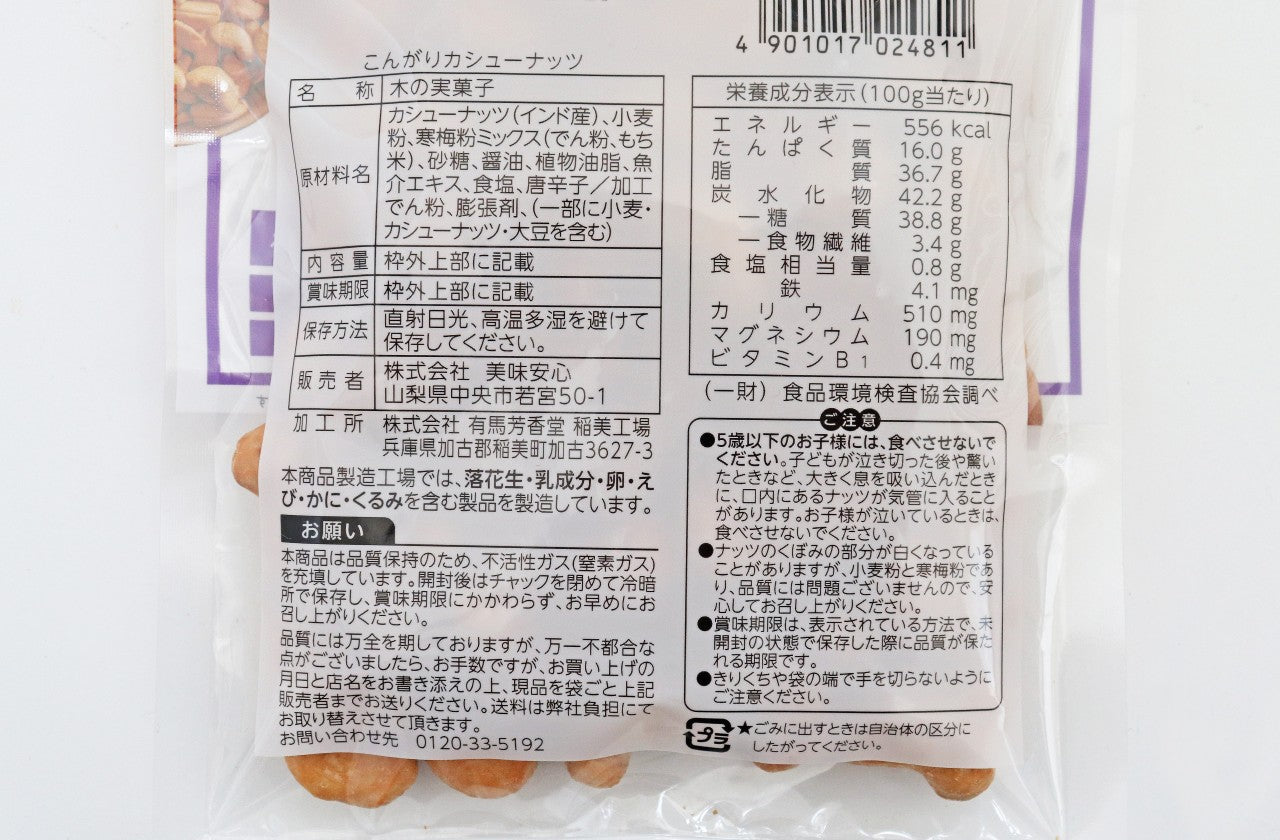 4 901017 024811
こんがりカシューナッツ
名 称 木の実菓子
原材料名
カシューナッツ(インド産)、小麦
粉、寒梅粉ミックス(でん粉、もち
米)、砂糖、醤油、植物油脂、魚
介エキス、食塩、唐辛子／加工
でん粉、膨張剤、(一部に小麦・
カシューナッツ・大豆を含む)
内容量 枠外上部に記載
賞味期限 枠外上部に記載
保存方法
直射日光、高温多湿を避けて
保存してください。
販売者
株式会社 美味安心
山梨県中央市若宮50-1
加工所 株式会社 有馬芳香堂 稲美工場
兵庫県加古郡稲美町加古3627-3
本商品製造工場では、落花生・乳成分・卵・え
び・かに・くるみを含む製品を製造しています。
お願い
本商品は品質保持のため、不活性ガス(窒素ガス)
を充填しています。開封後はチャックを閉めて冷暗
所で保存し、賞味期限にかかわらず、お早めにお
召し上がりください。
品質には万全を期しておりますが、万一不都合な
点がございましたら、お手数ですが、お買い上げの
月日と店名をお書き添えの上、現品を袋ごと上記
販売者までお送りください。送料は弊社負担にて
お取り替えさせて頂きます。
お問い合わせ先 0120-33-5192
栄養成分表示(100g当たり)
エネルギー 556 kcal
たんぱく質 16.0 g
脂質 36.7 g
炭水化物 42.2 g
ー糖質 38.8 g
ー食物繊維 3.4 g
食塩相当量 0.8 g
鉄 4.1 mg
カリウム 510 mg
マグネシウム 190 mg
ビタミンB1 0.4 mg
(一財) 食品環境検査協会調べ
ご注意
●5歳以下のお子様には、食べさせないで
ください。子どもが泣き切った後や驚い
たときなど、大きく息を吸い込んだとき
に、口内にあるナッツが気管に入ること
があります。お子様が泣いているときは、
食べさせないでください。
●ナッツのくぼみの部分が白くなっている
ことがありますが、小麦粉と寒梅粉であ
り、品質には問題ございませんので、安
心してお召し上がりください。
●賞味期限は、表示されている方法で、未
開封の状態で保存した際に品質が保た
れる期限です。
●きりくちや袋の端で手を切らないように
ご注意ください。
プラ ★ごみに出すときは自治体の区分に
したがってください。